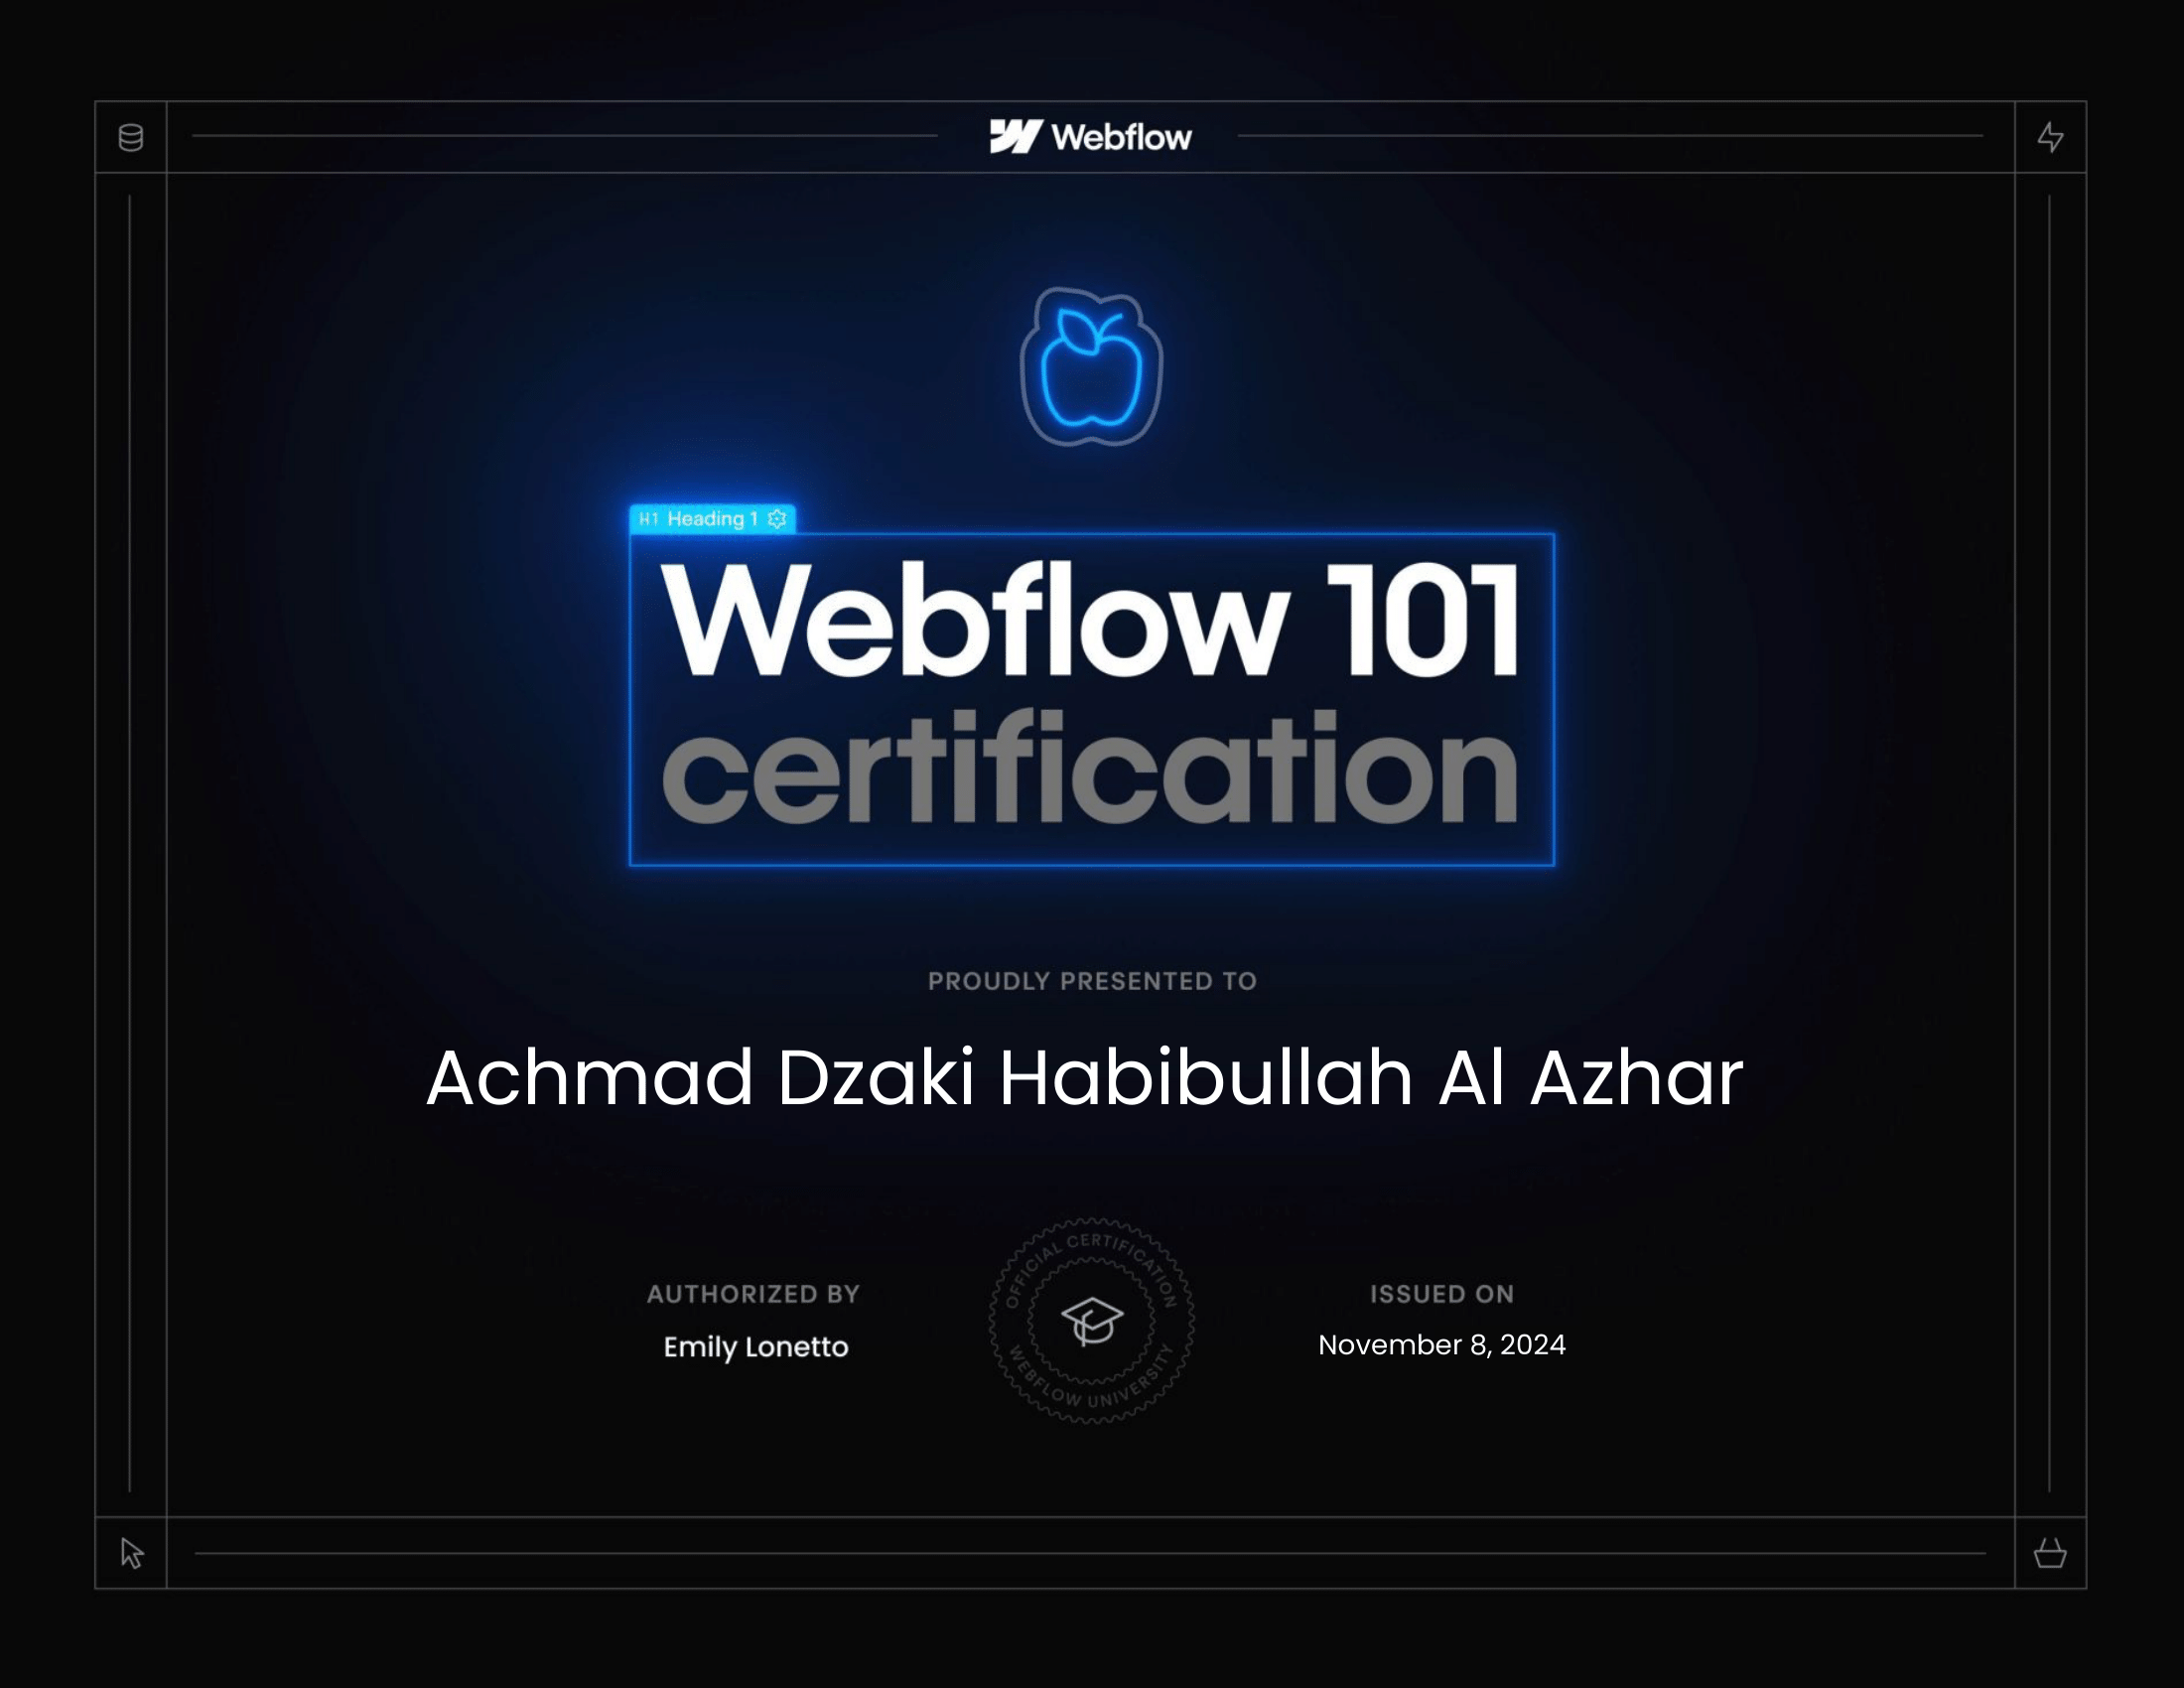 Webflow
H1 Heading 1
Webflow 101
certification
PROUDLY PRESENTED TO
Achmad Dzaki Habibullah Al Azhar
AUTHORIZED BY
Emily Lonetto
OFFICIAL CERTIFICATION
WEBFLOW UNIVERSITY
ISSUED ON
November 8, 2024